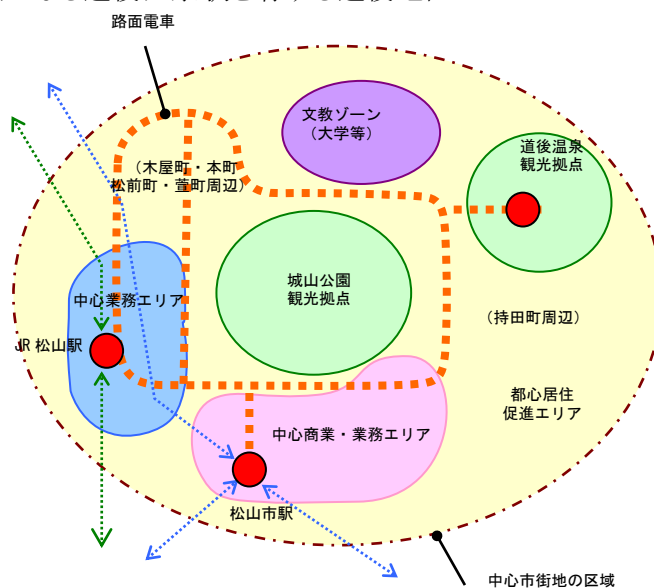 路面電車
文教ゾーン
（大学等）
道後温泉
観光拠点
（木屋町・本町
松前町・萱町周辺）
城山公園
観光拠点
中心業務エリア
（持田町周辺）
JR 松山駅
都心居住
促進エリア
中心商業・業務エリア
松山市駅
中心市街地の区域